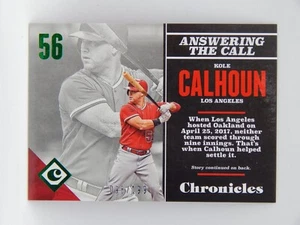 56
ANSWERING
THE CALL
KOLE
CALHOUN
LOS ANGELES
When Los Angeles
hosted Oakland on
April 25, 2017, neither
team scored through
nine innings. That's
when Calhoun helped
settle it.
Story continued on back.
Chronicles